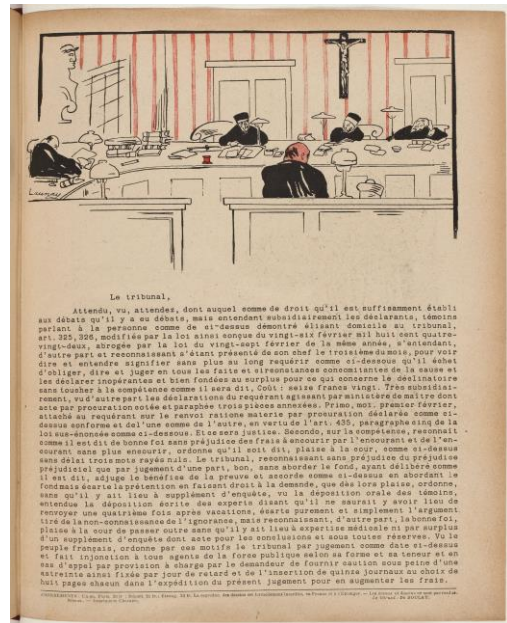 Launay
Le tribunal,
Attendu, vu, attendez, dont auquel somme de droit qu'il est suffisamment établi
aux débats qu'il y a eu débats, mais entendant subsidiairement les déclarants, témoins
parlant à la personne comme de ci-dessus démontré élisant domicile au tribunal,
art. 325,326, modifiée par la loi ainsi conçue du vingt-six février mil huit cent quatre-
vingt-deux, abrogée par la loi du vingt-sept février de la même année, s'entendant,
d'autre part et reconnaissant s'étant présenté de son chef le troisième du mois, pour voir
dire et entendre signifier sans plus au long requérir comme ci-dessous qu'il échet
d'obliger, dire et juger en tous les faits et circonstances concomitantes de la cause et
les déclarer inopérantes et bien fondées au surplus pour ce qui concerne le déclinatoire
sans toucher à la compétence comme il sera dit, Coût : seize francs vingt. Très subsidiai-
rement, vu d'autre part les déclarations du requérant agissant par ministère de maître dont
acte par procuration cotée et paraphée trois pièces annexées. Primo, moi, premier février,
attaché au requérant sur le renvoi ratione materis par procuration déclarée comme ci-
dessus conforme et de l'une comme de l'autre, en vertu de l'art. 435, paragraphe cinq de la
loi sus-énoncée comme ci-dessous. Et ce sera justice. Secondo, sur la compétence, reconnaît
comme il est dit de bonne foi sans préjudice des frais à encourir par l'encourant et de l'en-
courant sans plus encourir, ordonne qu'il soit dit, plaise à la cour, comme ci-dessus
sans délai trois mots rayés nuls. Le tribunal, reconnaissant sans préjudice du préjudice
préjudiciel que par jugement d'une part, bon, sans aborder le fond, ayant délibéré comme
il est dit, adjuge le bénéfice de la preuve et accorde comme ci-dessus en abordant le
fond mais écarte la prétention en faisant droit à la demande, que dès lors plaise, ordonne,
sans qu'il y ait lieu à supplément d'enquête, vu la déposition orale des témoins,
entendue la déposition écrite des experts disant qu'il ne saurait y avoir lieu de
renvoyer une quatrième fois après vacations, écarte purement et simplement l'argument
tiré de la non-connaissance de l'ignorance, mais reconnaissant, d'autre part, la bonne foi,
plaise à la cour de passer outre sans qu'il y ait lieu à expertise médicale ni par surplus
d'un supplément d'enquête dont acte pour les conclusions et sous toutes réserves. Vu le
peuple français, ordonne par ces motifs le tribunal par jugement comme date ci-dessus
et fait injonction à tous agents de la force publique selon sa forme et sa teneur et en
cas d'appel par provision à charge par le demandeur de fournir caution sous peine d'une
astreinte ainsi fixée par jour de retard et de l'insertion de quinze journaux au choix de
huit pages chacun dans l'expédition du présent jugement pour en augmenter les frais.